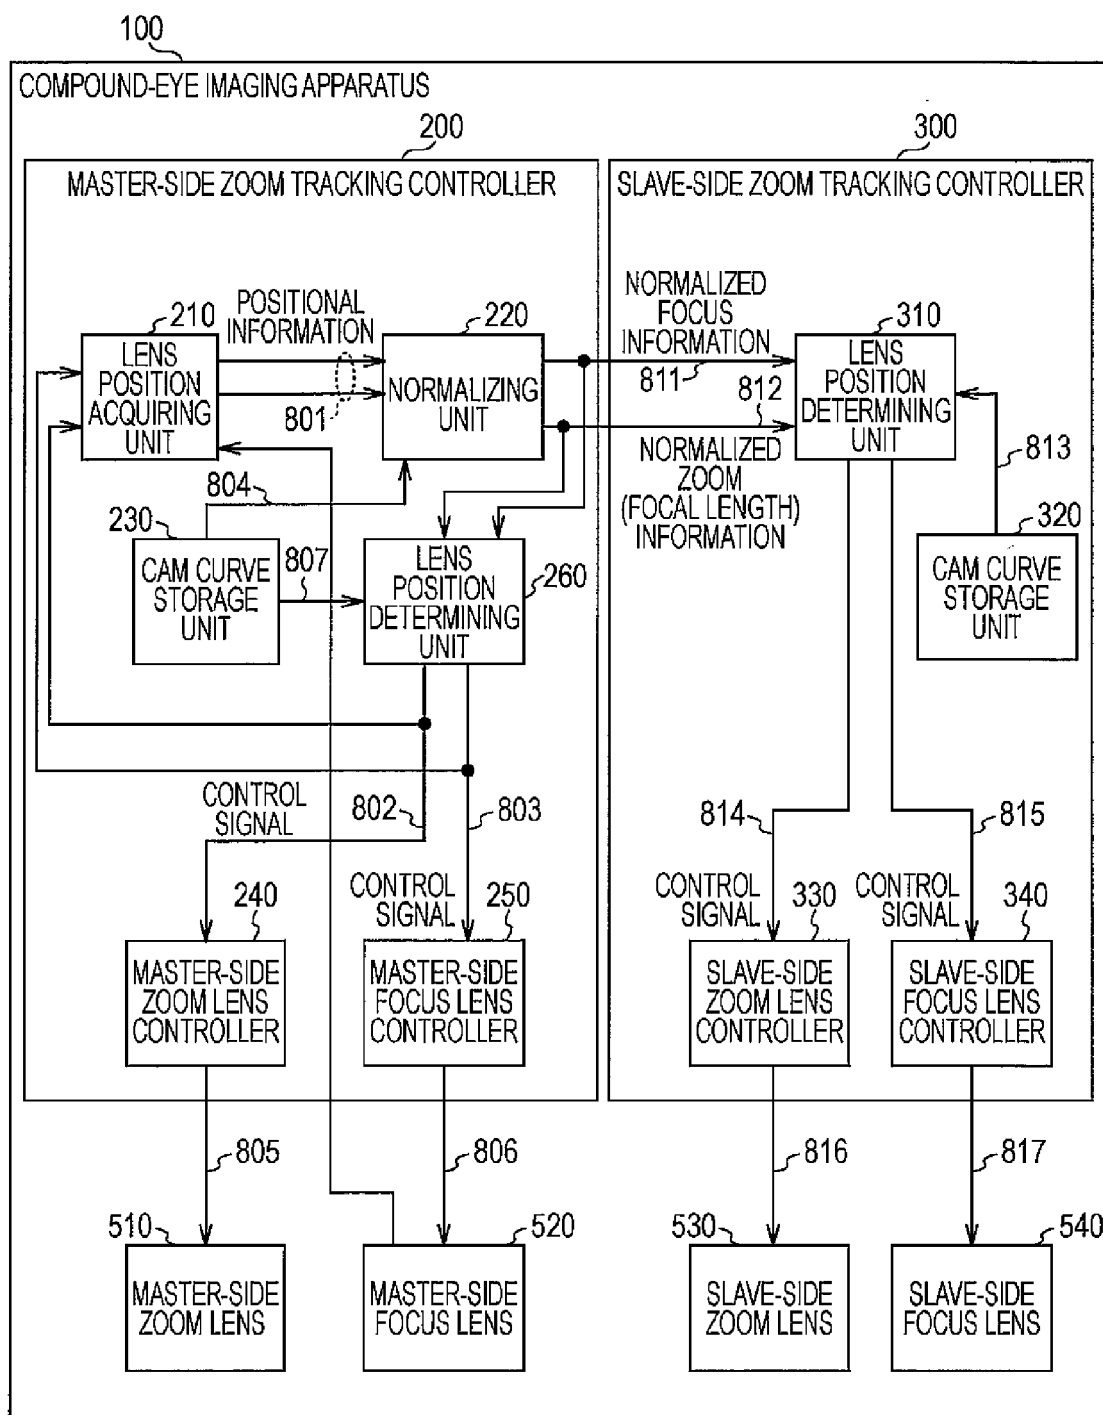 100
COMPOUND-EYE IMAGING APPARATUS
200
300
MASTER-SIDE ZOOM TRACKING CONTROLLER
SLAVE-SIDE ZOOM TRACKING CONTROLLER
210
POSITIONAL
INFORMATION
220
NORMALIZED
FOCUS
INFORMATION
310
LENS
POSITION
ACQUIRING
UNIT
801
NORMALIZING
UNIT
811
812
LENS
POSITION
DETERMINING
UNIT
813
804
NORMALIZED
ZOOM
(FOCAL LENGTH)
INFORMATION
230
CAM CURVE
STORAGE
UNIT
807
LENS
POSITION
DETERMINING
UNIT
260
320
CAM CURVE
STORAGE
UNIT
CONTROL
SIGNAL
802
803
814
815
240
CONTROL
SIGNAL
250
CONTROL
SIGNAL
330
CONTROL
SIGNAL
340
MASTER-SIDE
ZOOM LENS
CONTROLLER
MASTER-SIDE
FOCUS LENS
CONTROLLER
SLAVE-SIDE
ZOOM LENS
CONTROLLER
SLAVE-SIDE
FOCUS LENS
CONTROLLER
805
806
816
817
510
520
530
540
MASTER-SIDE
ZOOM LENS
MASTER-SIDE
FOCUS LENS
SLAVE-SIDE
ZOOM LENS
SLAVE-SIDE
FOCUS LENS